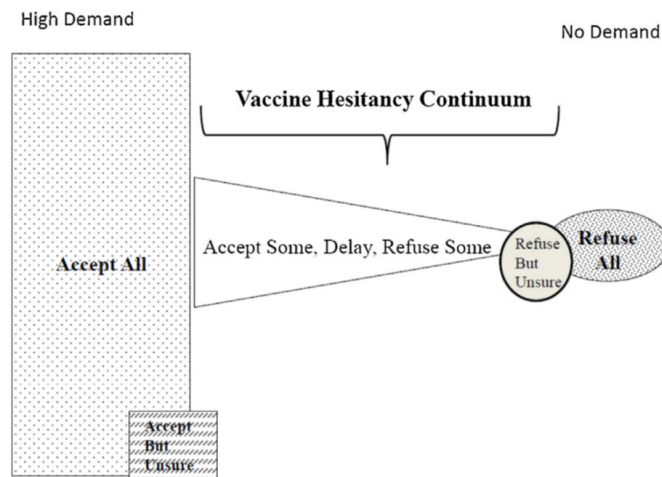 High Demand
No Demand
Vaccine Hesitancy Continuum
Accept All
Accept Some, Delay, Refuse Some
Refuse
But
Unsure
Refuse
All
Accept
But
Unsure